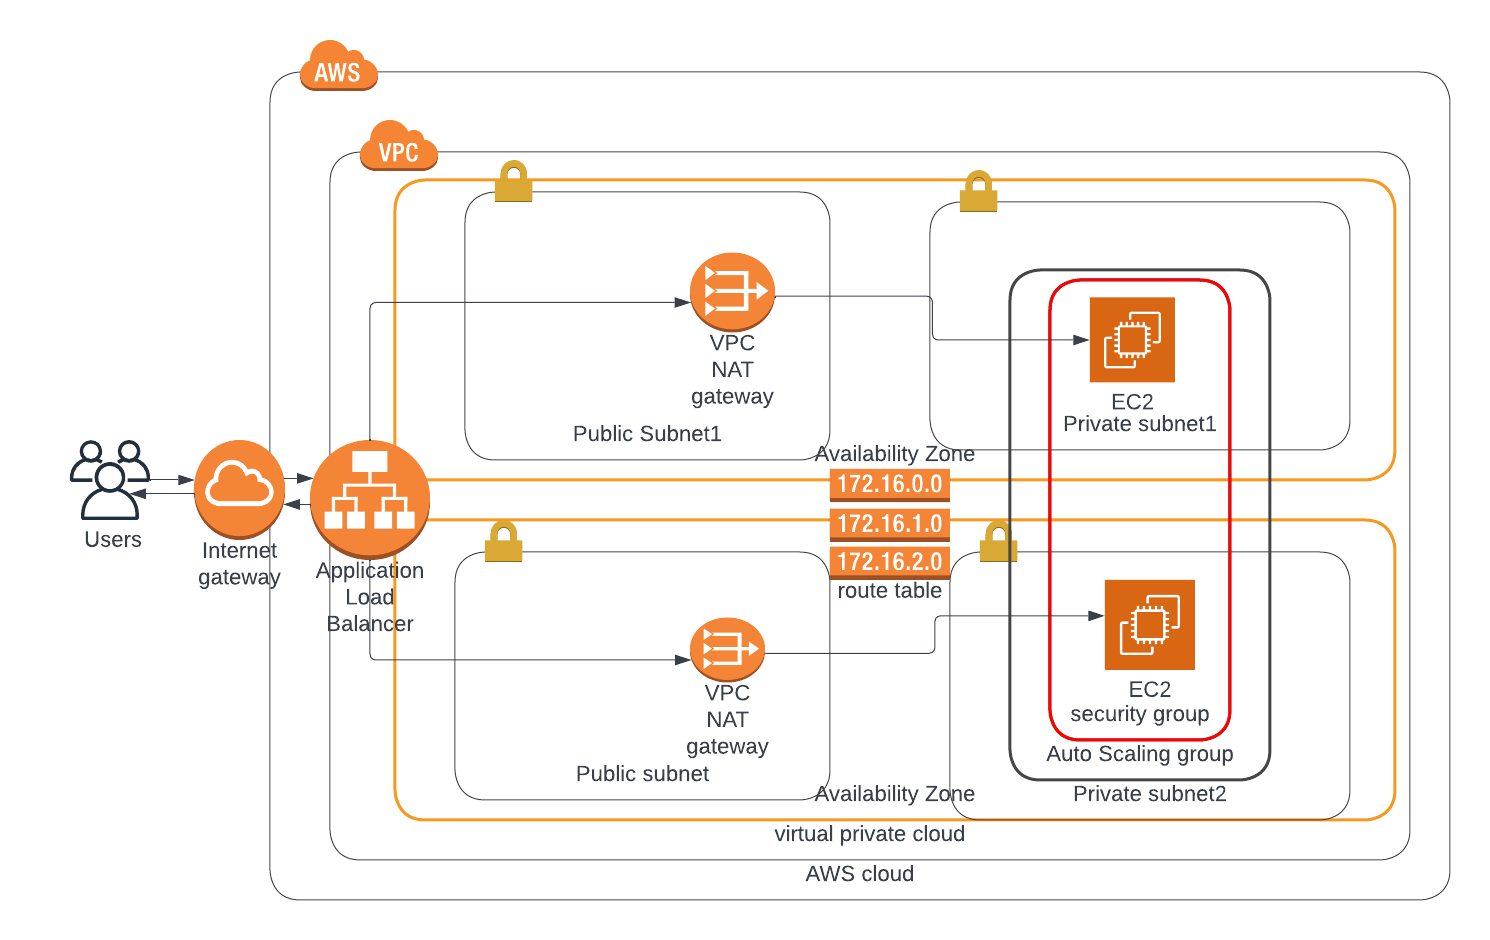 AWS
VPC
VPC
NAT
gateway
Public Subnet1
EC2
Private subnet1
Availability Zone
172.16.0.0
172.16.1.0
172.16.2.0
route table
Users
Internet
gateway
Application
Load
Balancer
VPC
NAT
gateway
Public subnet
EC2
security group
Auto Scaling group
Private subnet2
Availability Zone
virtual private cloud
AWS cloud